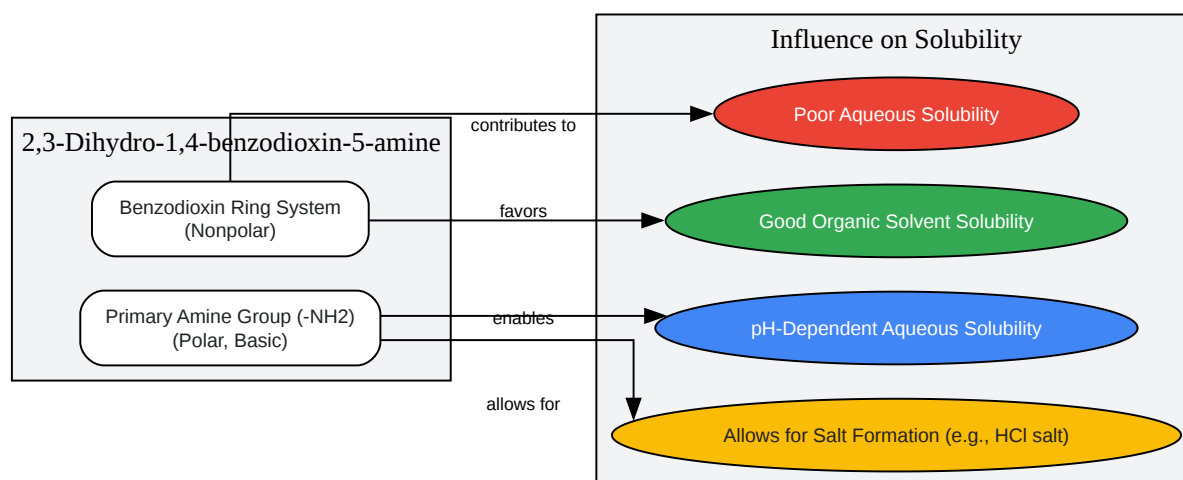 Influence on Solubility
Poor Aqueous Solubility
contributes to
2,3-Dihydro-1,4-benzodioxin-5-amine
Benzodioxin Ring System
(Nonpolar)
favors
Good Organic Solvent Solubility
Primary Amine Group (-NH2)
(Polar, Basic)
enables
pH-Dependent Aqueous Solubility
allows for
Allows for Salt Formation (e.g., HCl salt)